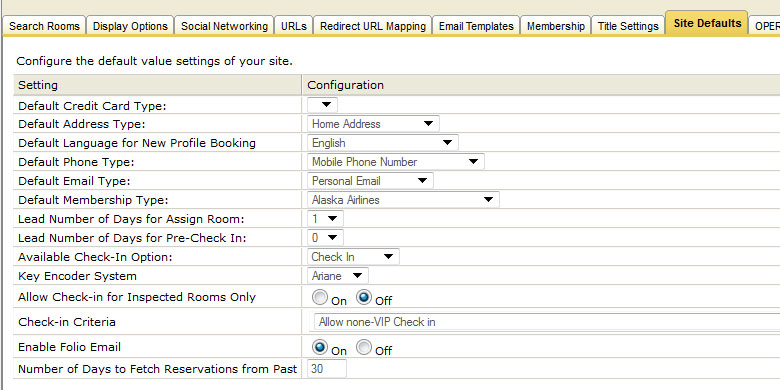 Search Rooms Display Options Social Networking URLs Redirect URL Mapping Email Templates Membership Title Settings Site Defaults OPER
Configure the default value settings of your site.
Setting Configuration
Default Credit Card Type:
Default Address Type: Home Address
Default Language for New Profile Booking English
Default Phone Type: Mobile Phone Number
Default Email Type: Personal Email
Default Membership Type: Alaska Airlines
Lead Number of Days for Assign Room: 1
Lead Number of Days for Pre-Check In: 0
Available Check-In Option: Check In
Key Encoder System Ariane
Allow Check-in for Inspected Rooms Only On Off
Check-in Criteria Allow none-VIP Check in
Enable Folio Email On Off
Number of Days to Fetch Reservations from Past 30